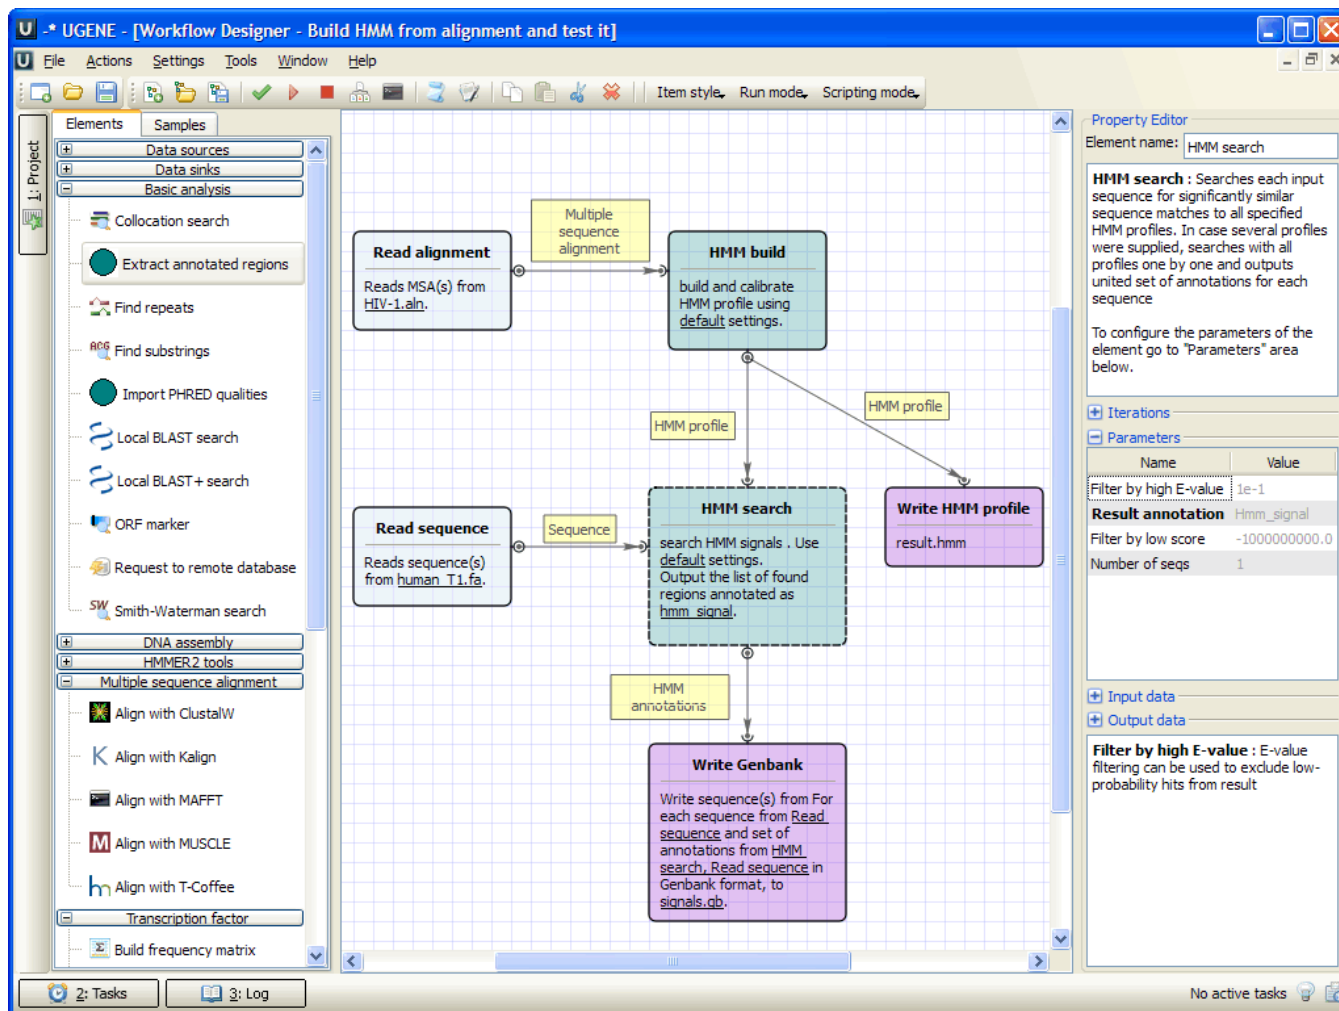 -* UGENE - [Workflow Designer - Build HMM from alignment and test it]
File Actions Settings Tools Window Help
Item style Run mode Scripting mode
1: Project
Elements Samples
Data sources
Data sinks
Basic analysis
Collocation search
Extract annotated regions
Find repeats
ACG Find substrings
Import PHRED qualities
Local BLAST search
Local BLAST+ search
ORF marker
Request to remote database
SW Smith-Waterman search
DNA assembly
HMMER2 tools
Multiple sequence alignment
Align with ClustalW
K Align with Kalign
Align with MAFFT
M Align with MUSCLE
Align with T-Coffee
Transcription factor
Σ Build frequency matrix
Read alignment
Reads MSA(s) from
HIV-1.aln.
Multiple
sequence
alignment
HMM build
build and calibrate
HMM profile using
default settings.
HMM profile
HMM profile
Read sequence
Reads sequence(s)
from human_T1.fa.
Sequence
HMM search
search HMM signals . Use
default settings.
Output the list of found
regions annotated as
hmm_signal.
Write HMM profile
result.hmm
HMM
annotations
Write Genbank
Write sequence(s) from For
each sequence from Read
sequence and set of
annotations from HMM
search, Read sequence in
Genbank format, to
signals.gb.
Property Editor
Element name: HMM search
HMM search : Searches each input
sequence for significantly similar
sequence matches to all specified
HMM profiles. In case several profiles
were supplied, searches with all
profiles one by one and outputs
united set of annotations for each
sequence
To configure the parameters of the
element go to "Parameters" area
below.
Iterations
Parameters
Name Value
Filter by high E-value 1e-1
Result annotation Hmm_signal
Filter by low score -1000000000.0
Number of seqs 1
Input data
Output data
Filter by high E-value : E-value
filtering can be used to exclude low-
probability hits from result
2: Tasks 3: Log No active tasks